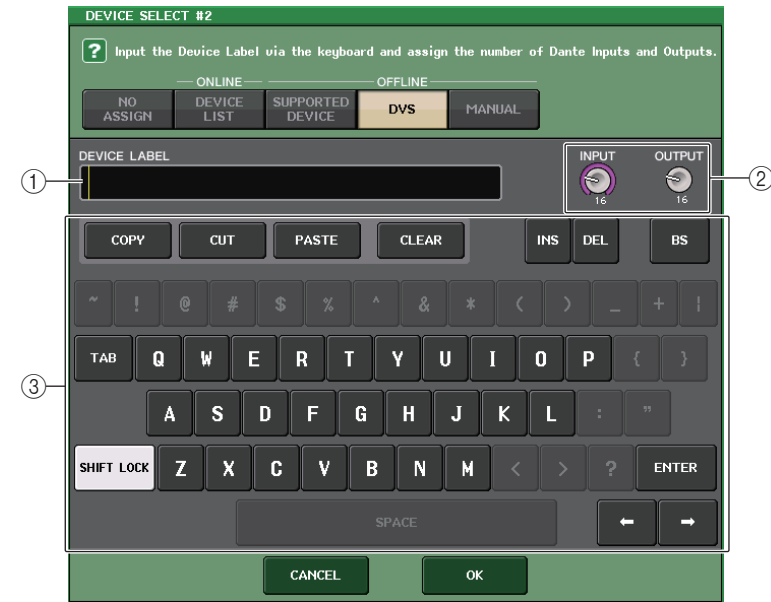 DEVICE SELECT #2
? Input the Device Label via the keyboard and assign the number of Dante Inputs and Outputs.
ONLINE OFFLINE
NO ASSIGN DEVICE LIST SUPPORTED DEVICE DVS MANUAL
DEVICE LABEL INPUT OUTPUT
① 16 16 ②
COPY CUT PASTE CLEAR INS DEL BS
~ ! @ # $ % ^ & * ( ) _ + |
TAB Q W E R T Y U I O P { }
③ A S D F G H J K L : "
SHIFT LOCK Z X C V B N M < > ? ENTER
SPACE ← →
CANCEL OK